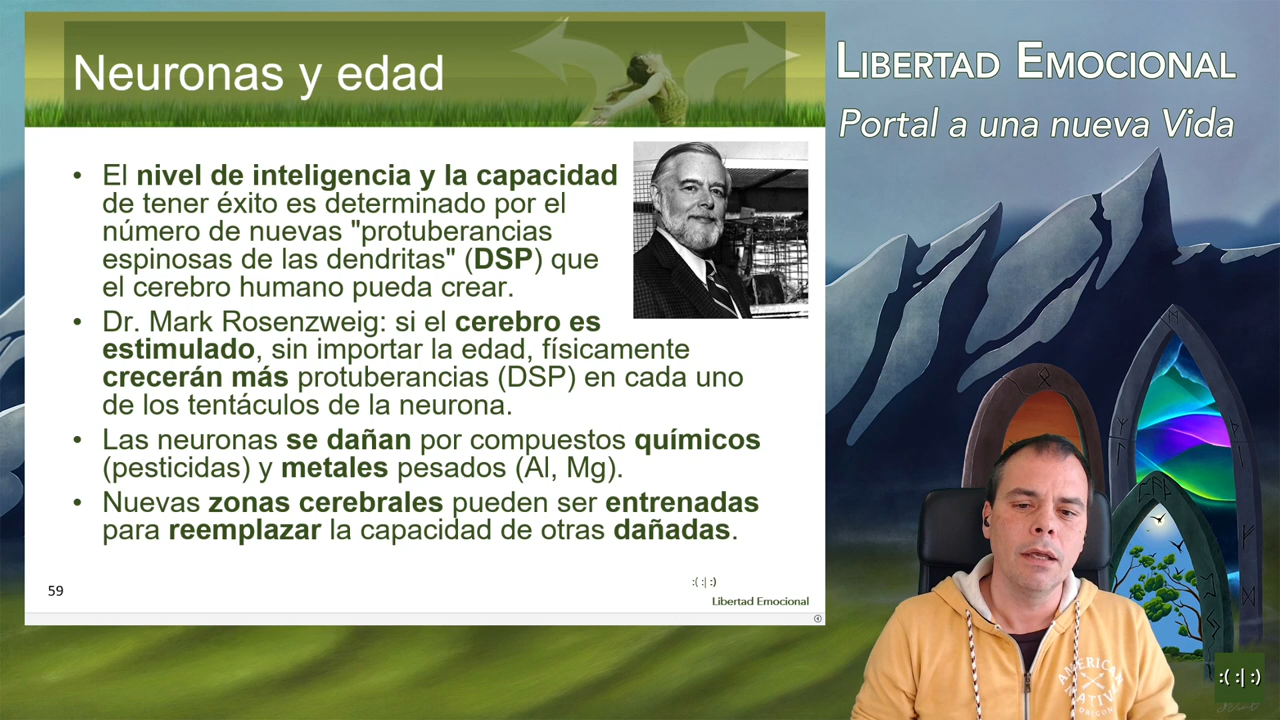 Neuronas y edad
• El nivel de inteligencia y la capacidad
de tener éxito es determinado por el
número de nuevas "protuberancias
espinosas de las dendritas" (DSP) que
el cerebro humano pueda crear.
• Dr. Mark Rosenzweig: si el cerebro es
estimulado, sin importar la edad, físicamente
crecerán más protuberancias (DSP) en cada uno
de los tentáculos de la neurona.
• Las neuronas se dañan por compuestos químicos
(pesticidas) y metales pesados (Al, Mg).
• Nuevas zonas cerebrales pueden ser entrenadas
para reemplazar la capacidad de otras dañadas.
59
:( :| :)
Libertad Emocional
LIBERTAD EMOCIONAL
Portal a una nueva Vida
AMERICAN
NATIVE
:( :| :)